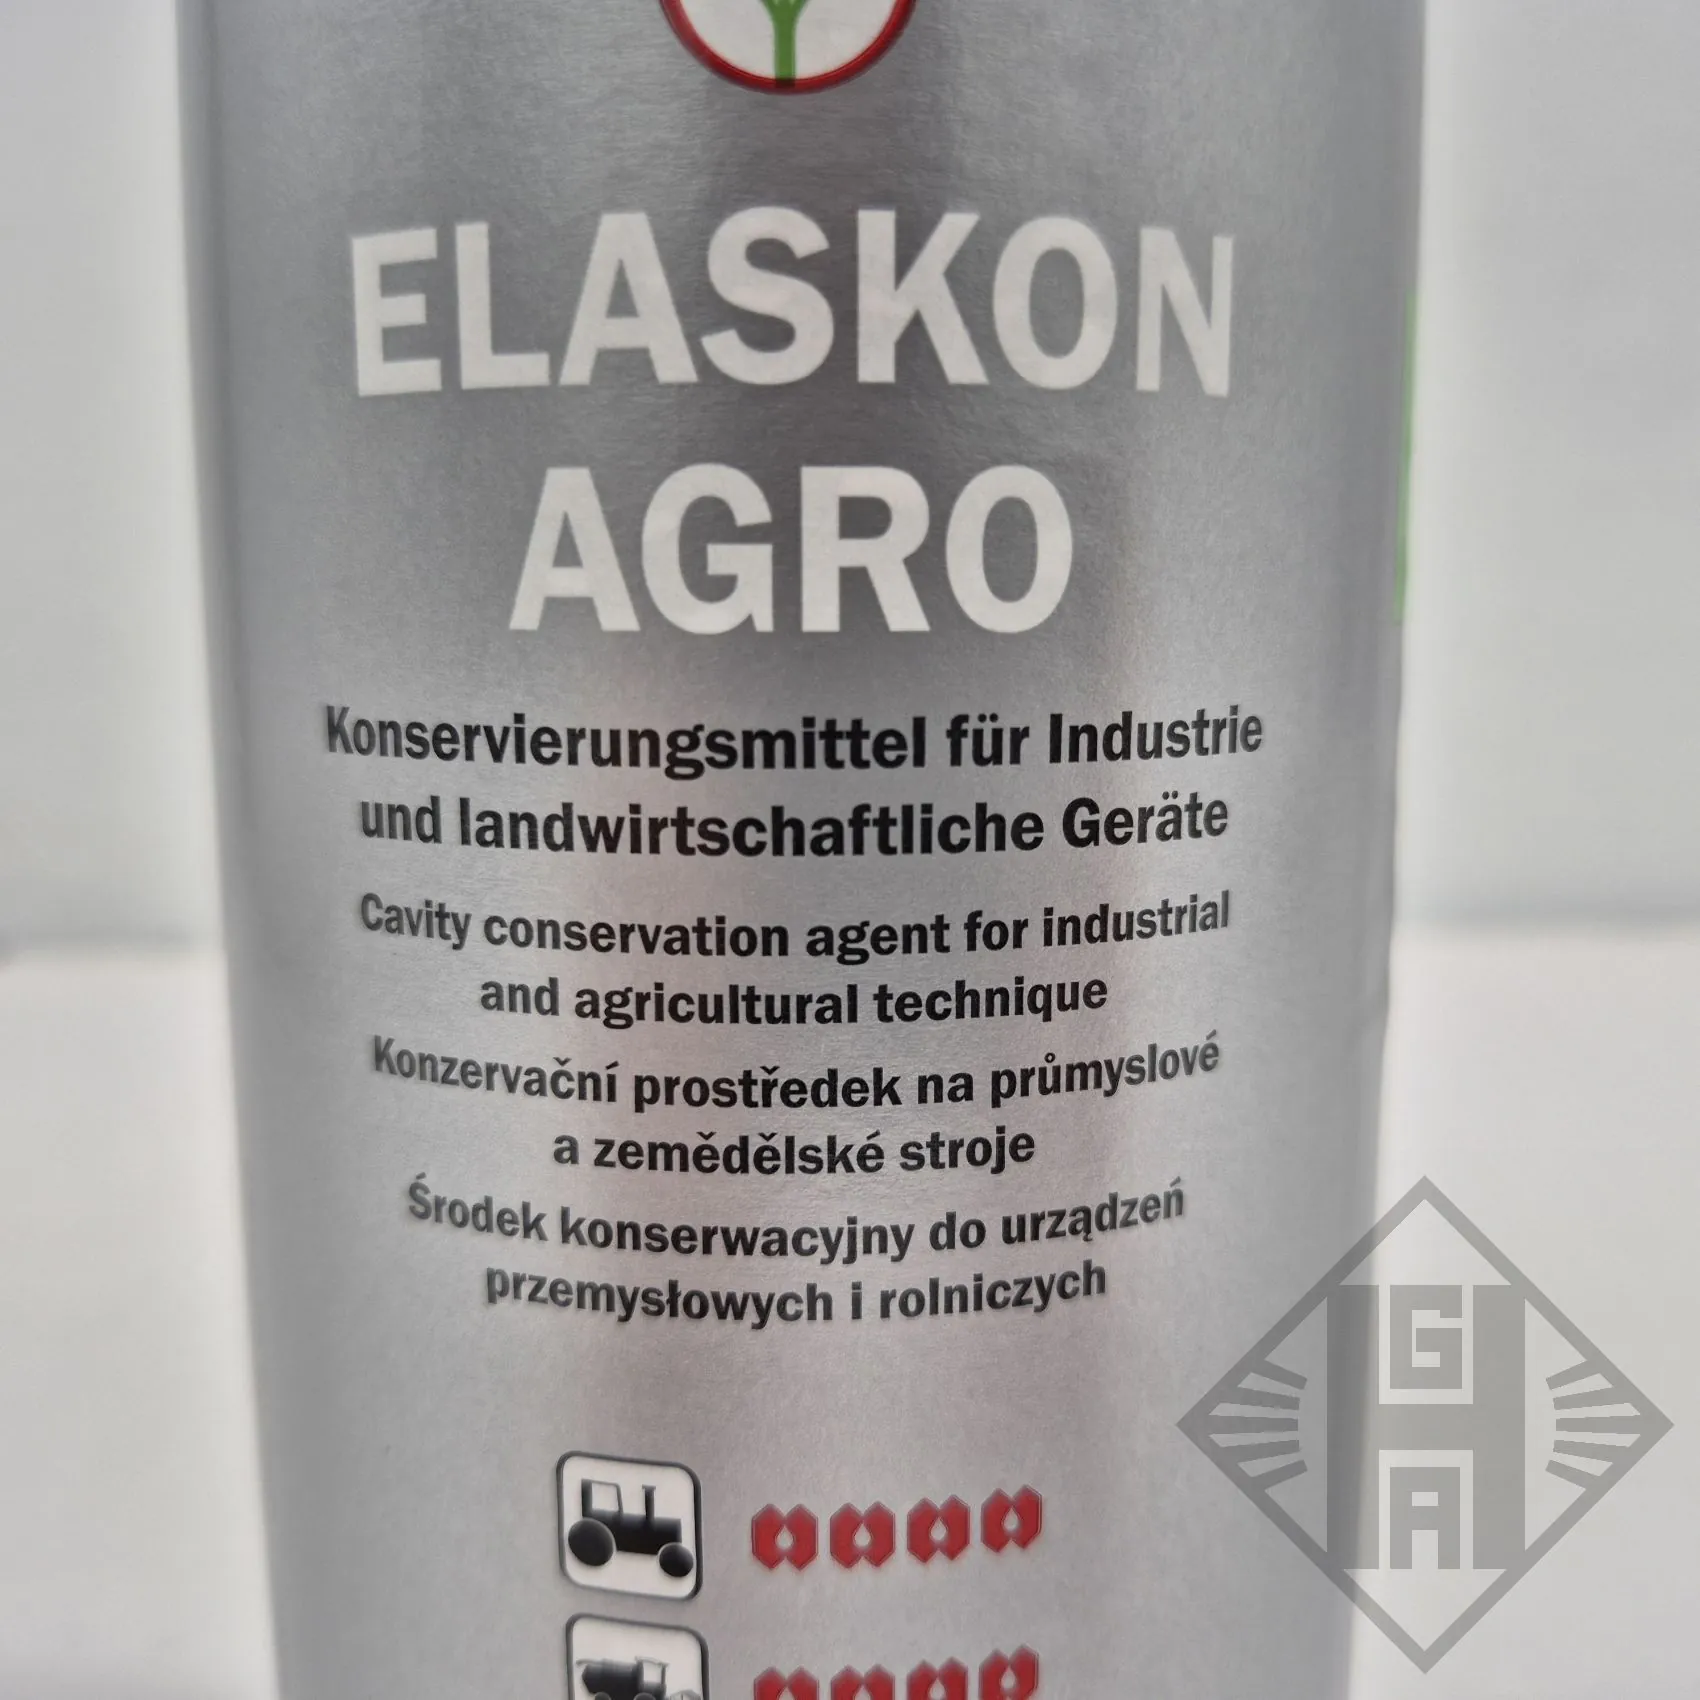 ELASKON
AGRO
Konservierungsmittel für Industrie
und landwirtschaftliche Geräte
Cavity conservation agent for industrial
and agricultural technique
Konzervační prostředek na průmyslové
a zemědělské stroje
Środek konserwacyjny do urządzeń
przemysłowych i rolniczych
G
H
A